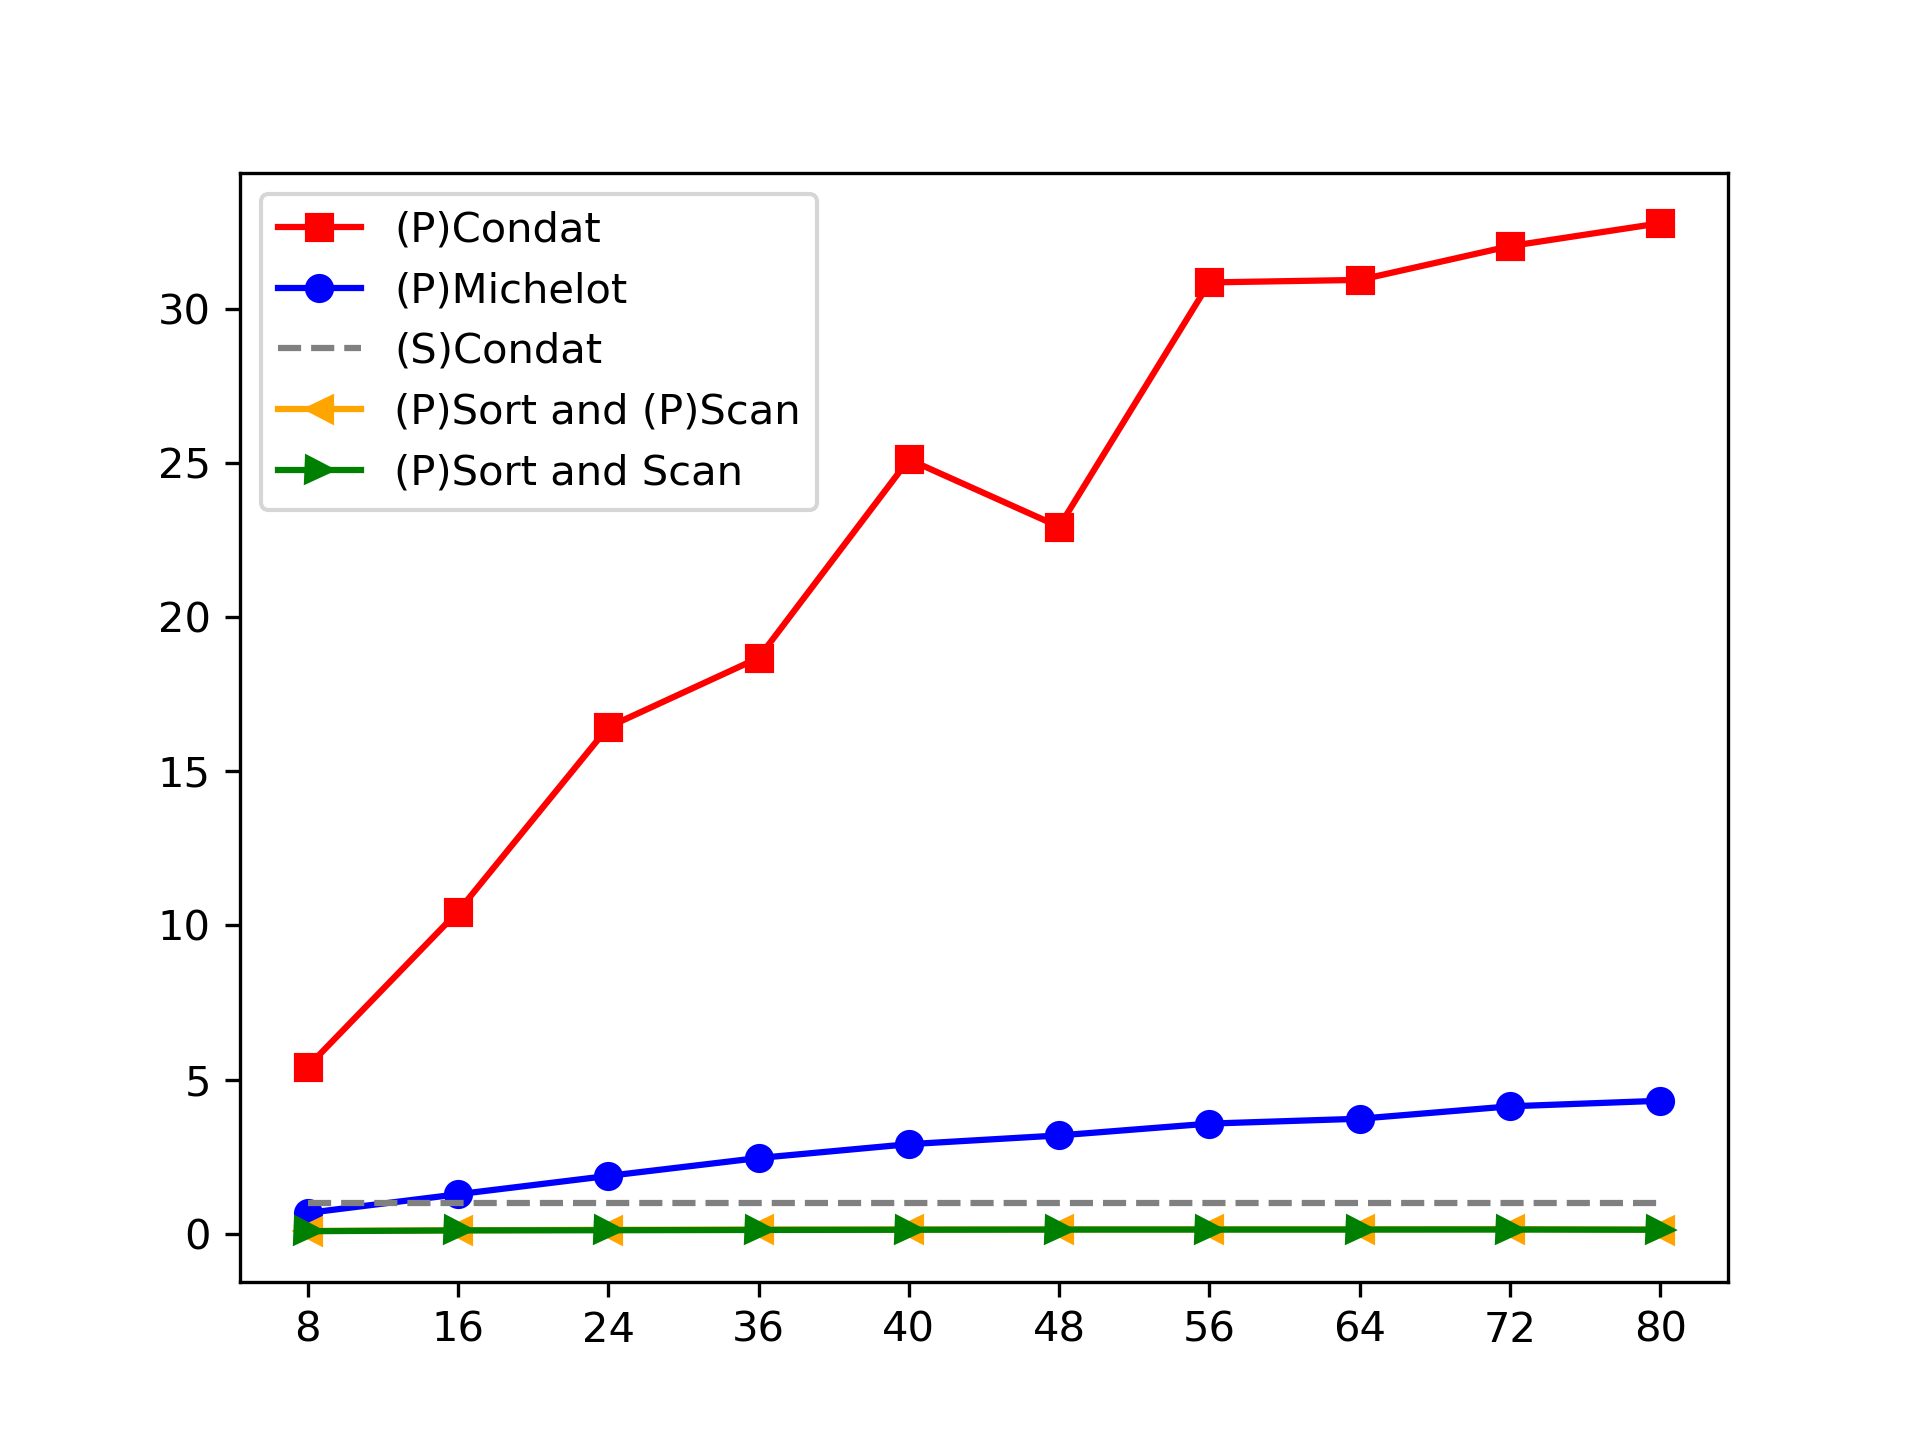 (P)Condat
(P)Michelot
(S)Condat
(P)Sort and (P)Scan
(P)Sort and Scan
30
25
20
15
10
5
0
8 16 24 36 40 48 56 64 72 80